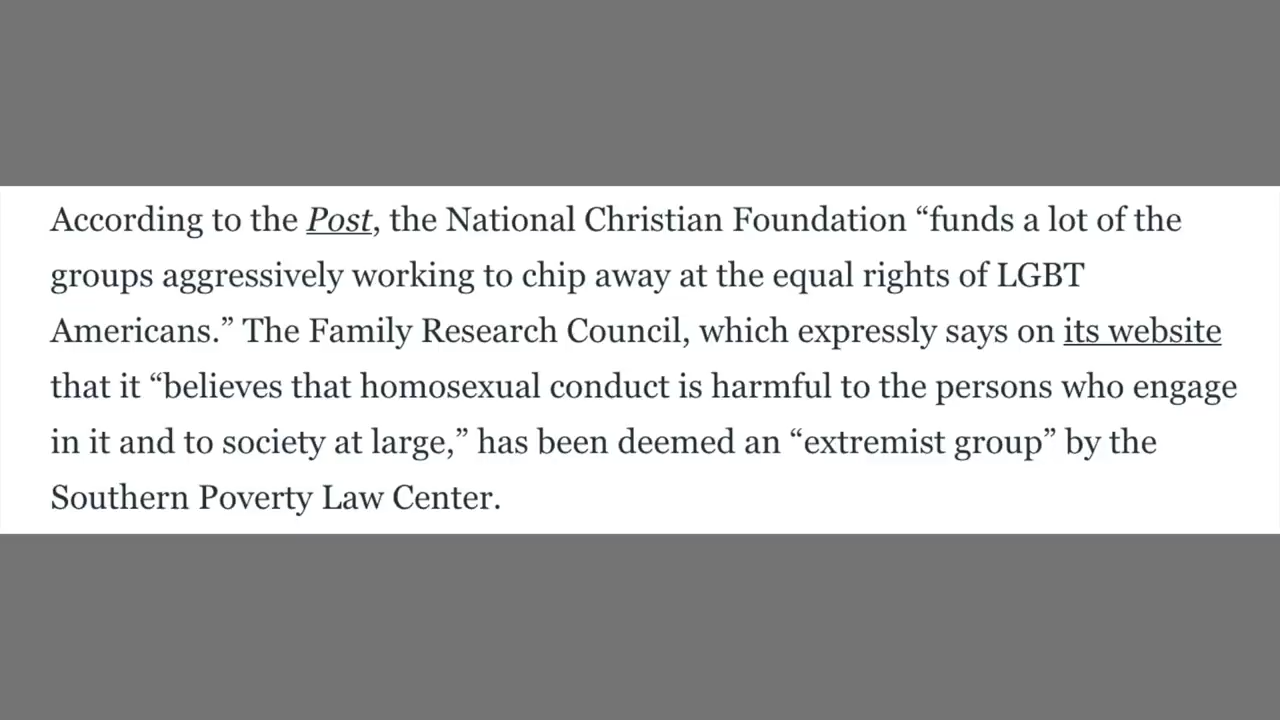 According to the Post, the National Christian Foundation “funds a lot of the
groups aggressively working to chip away at the equal rights of LGBT
Americans.” The Family Research Council, which expressly says on its website
that it “believes that homosexual conduct is harmful to the persons who engage
in it and to society at large,” has been deemed an “extremist group” by the
Southern Poverty Law Center.